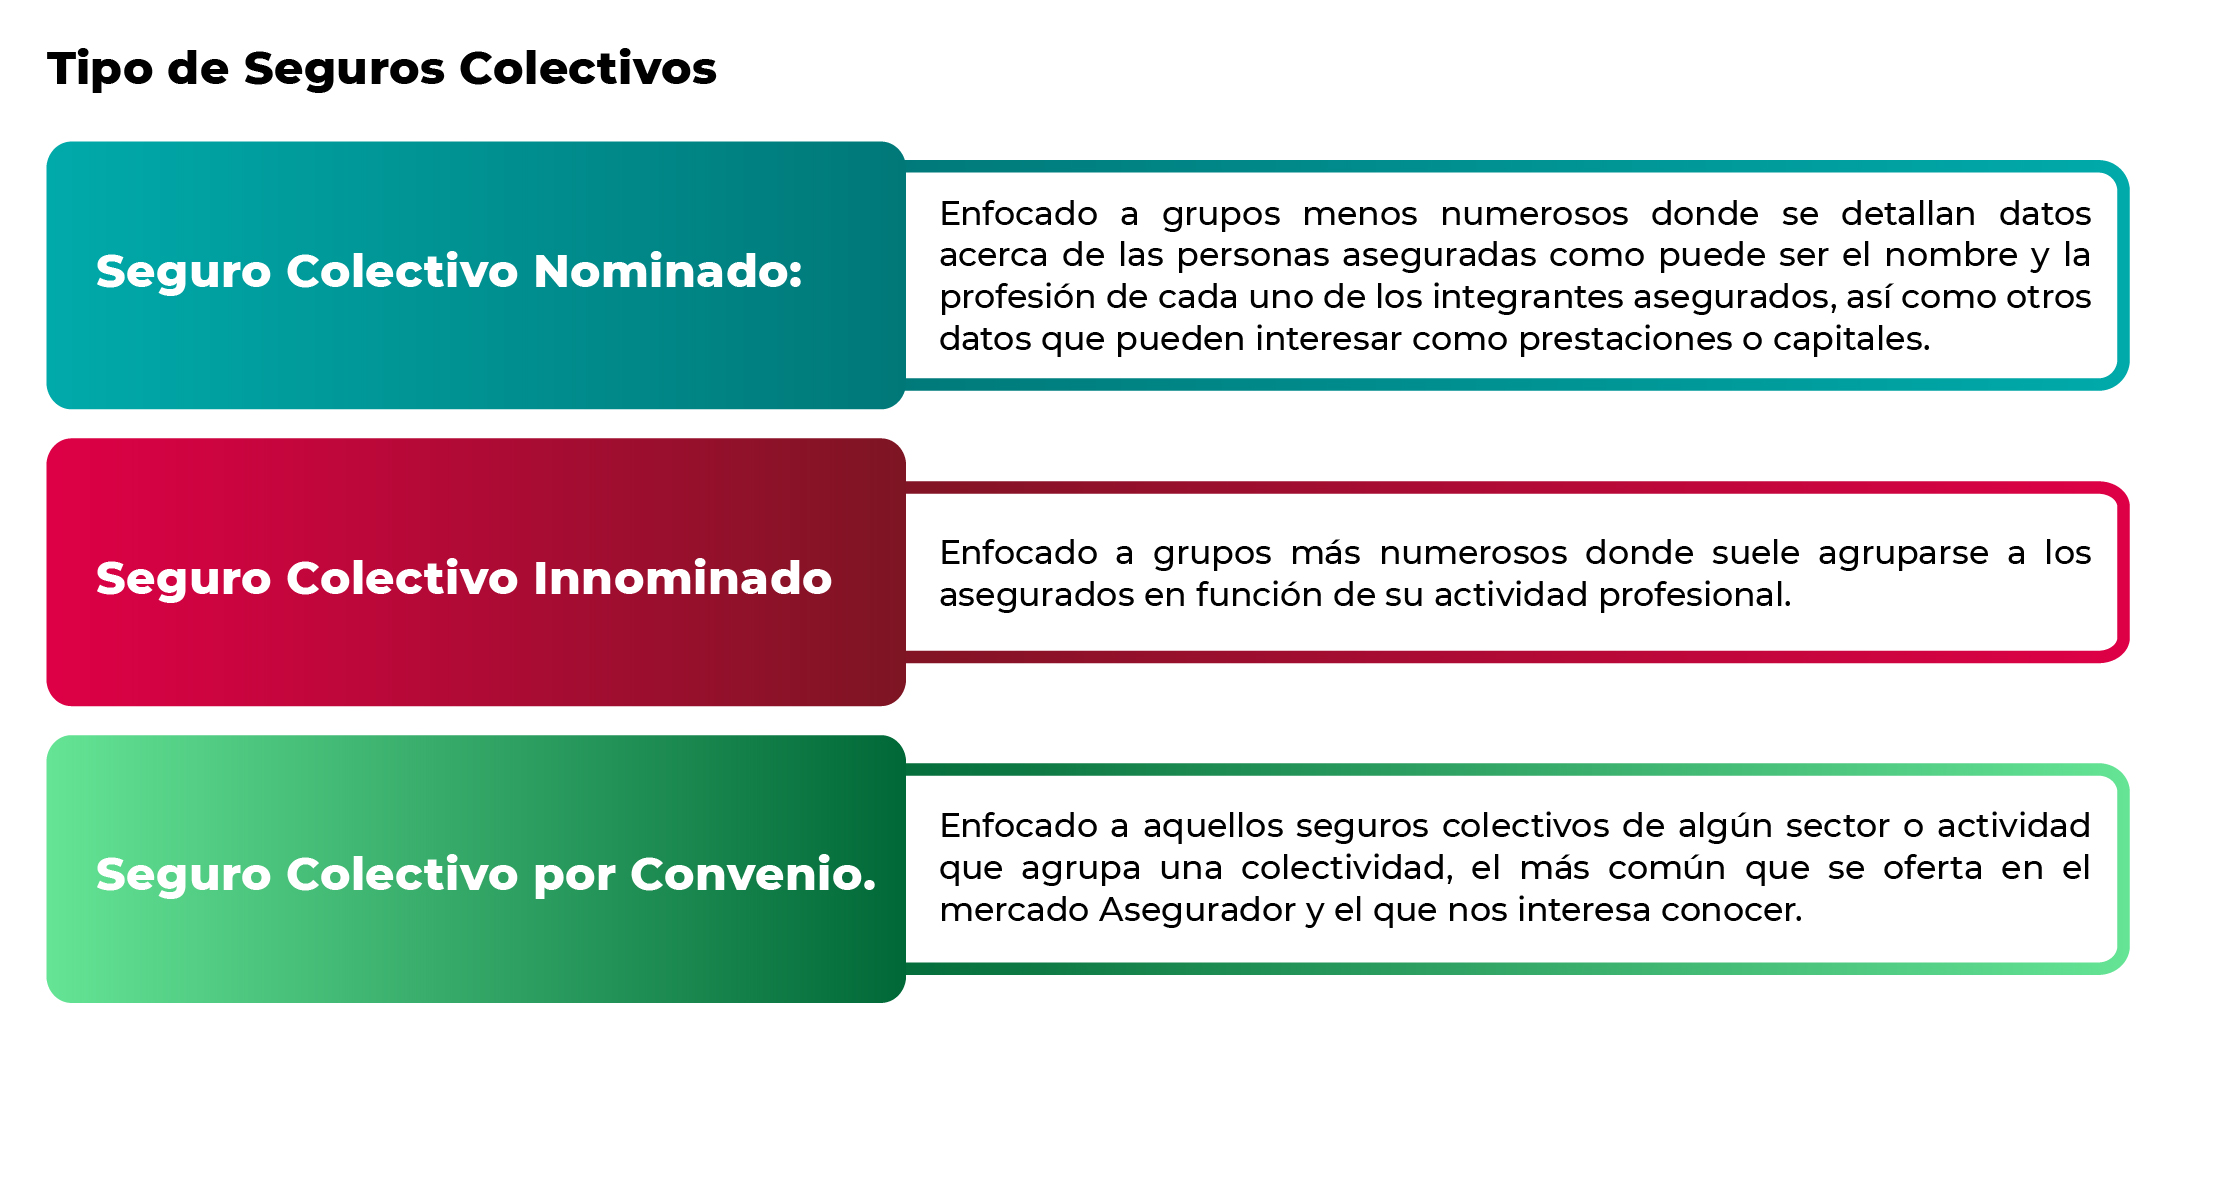 Tipo de Seguros Colectivos
Seguro Colectivo Nominado:
Enfocado a grupos menos numerosos donde se detallan datos
acerca de las personas aseguradas como puede ser el nombre y la
profesión de cada uno de los integrantes asegurados, así como otros
datos que pueden interesar como prestaciones o capitales.
Seguro Colectivo Innominado
Enfocado a grupos más numerosos donde suele agruparse a los
asegurados en función de su actividad profesional.
Seguro Colectivo por Convenio.
Enfocado a aquellos seguros colectivos de algún sector o actividad
que agrupa una colectividad, el más común que se oferta en el
mercado Asegurador y el que nos interesa conocer.